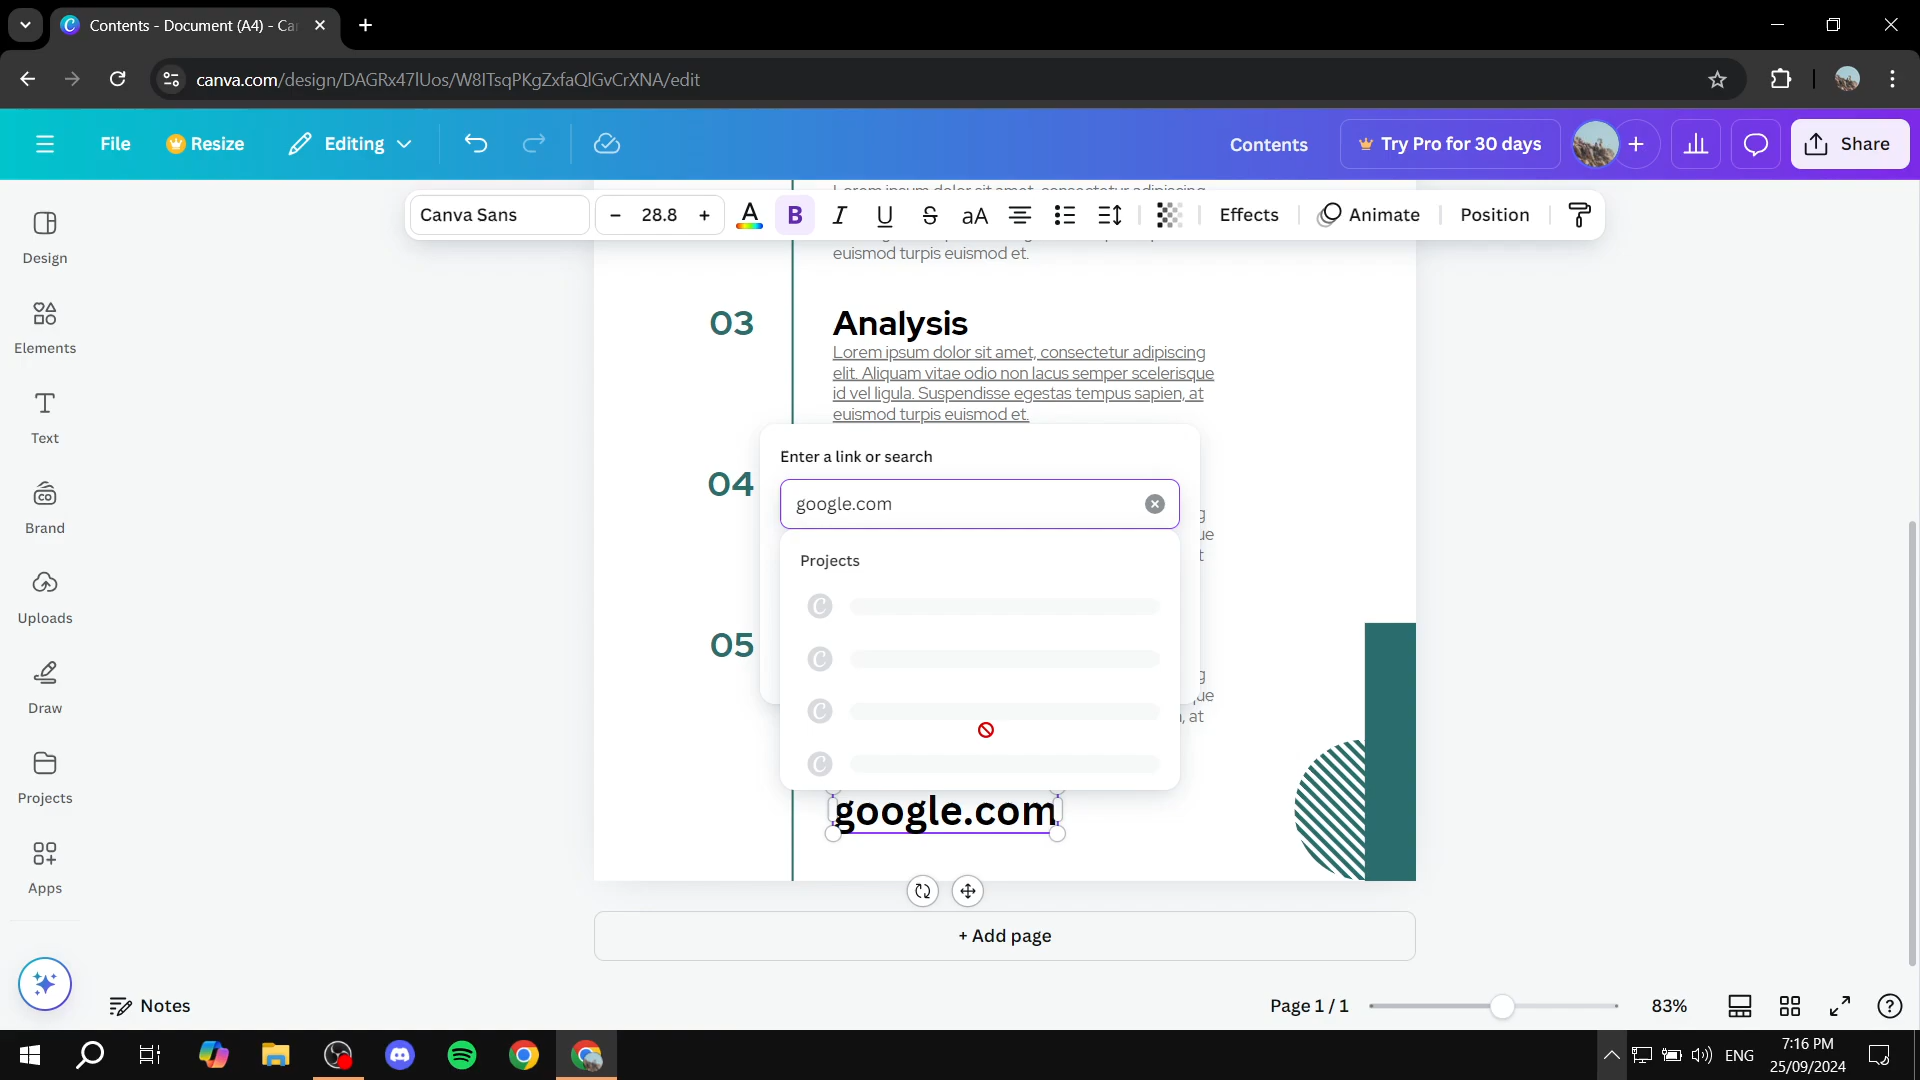 Contents - Document (A4) - Ca
canva.com/design/DAGRx47lUos/W8ITsqPKgZxfaQlGvCrXNA/edit
File
Resize
Editing
Contents
Try Pro for 30 days
Share
Canva Sans
– 28.8 +
A
B
I
U
S
aA
Effects
Animate
Position
Design
Elements
Text
Brand
Uploads
Draw
Projects
Apps
euismod turpis euismod et.
03
Analysis
Lorem ipsum dolor sit amet, consectetur adipiscing
elit. Aliquam vitae odio non lacus semper scelerisque
id vel ligula. Suspendisse egestas tempus sapien, at
euismod turpis euismod et.
Enter a link or search
04
google.com
Projects
05
, at
google.com
+ Add page
Notes
Page 1 / 1
83%
ENG
7:16 PM
25/09/2024